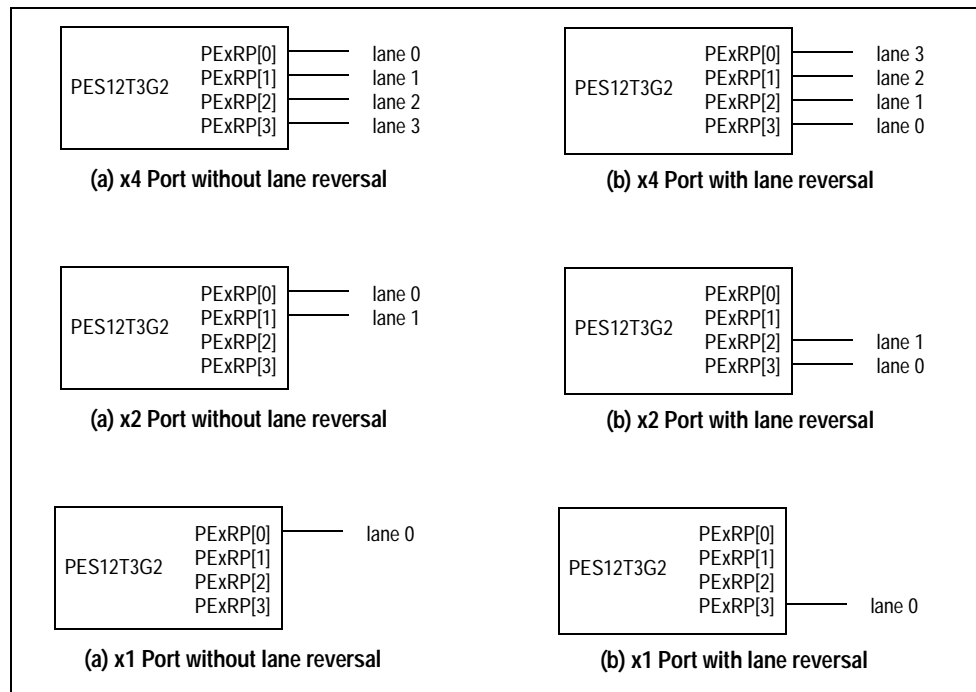 PES12T3G2
PExRP[0] lane 0
PExRP[1] lane 1
PExRP[2] lane 2
PExRP[3] lane 3
(a) x4 Port without lane reversal
PES12T3G2
PExRP[0] lane 3
PExRP[1] lane 2
PExRP[2] lane 1
PExRP[3] lane 0
(b) x4 Port with lane reversal
PES12T3G2
PExRP[0] lane 0
PExRP[1] lane 1
PExRP[2]
PExRP[3]
(a) x2 Port without lane reversal
PES12T3G2
PExRP[0]
PExRP[1]
PExRP[2] lane 1
PExRP[3] lane 0
(b) x2 Port with lane reversal
PES12T3G2
PExRP[0] lane 0
PExRP[1]
PExRP[2]
PExRP[3]
(a) x1 Port without lane reversal
PES12T3G2
PExRP[0]
PExRP[1]
PExRP[2]
PExRP[3] lane 0
(b) x1 Port with lane reversal